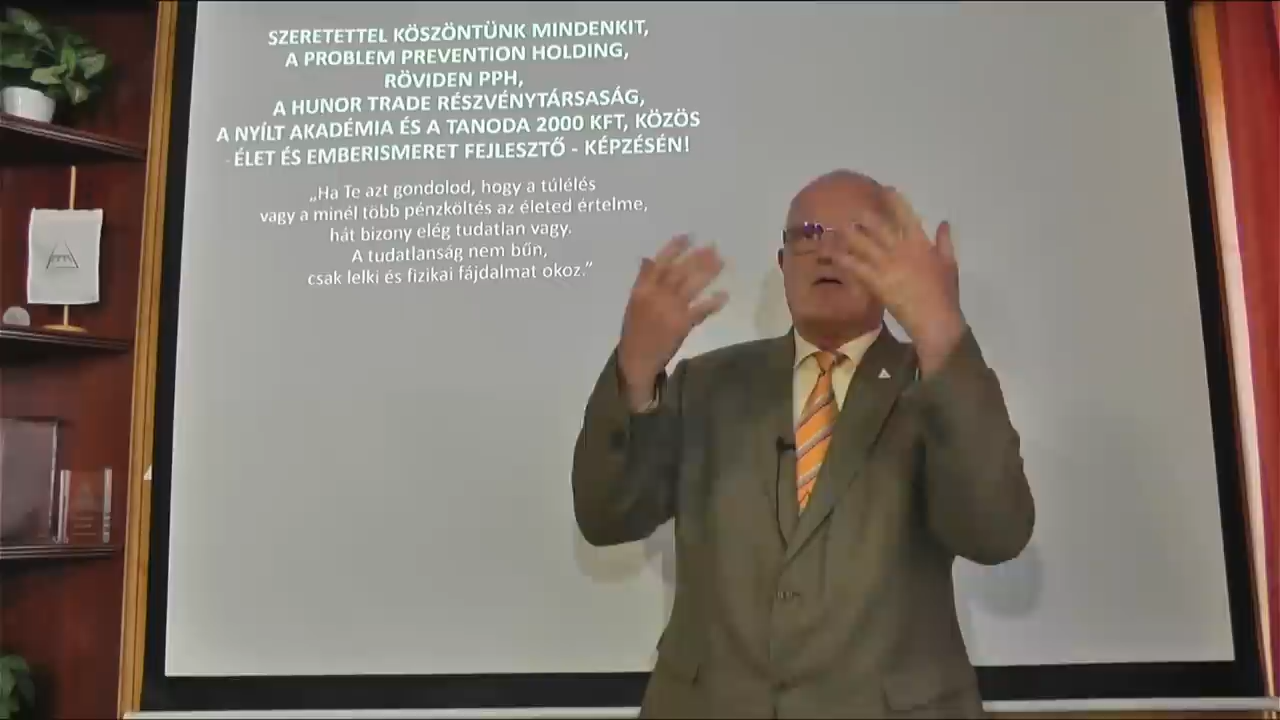 SZERETETTEL KÖSZÖNTÜNK MINDENKIT,
A PROBLEM PREVENTION HOLDING,
RÖVIDEN PPH,
A HUNOR TRADE RÉSZVÉNYTÁRSASÁG,
A NYÍLT AKADÉMIA ÉS A TANODA 2000 KFT, KÖZÖS
- ÉLET ÉS EMBERISMERET FEJLESZTŐ - KÉPZÉSÉN!
„Ha Te azt gondolod, hogy a túlélés
vagy a minél több pénzköltés az életed értelme,
hát bizony elég tudatlan vagy.
A tudatlanság nem bűn,
csak lelki és fizikai fájdalmat okoz.”